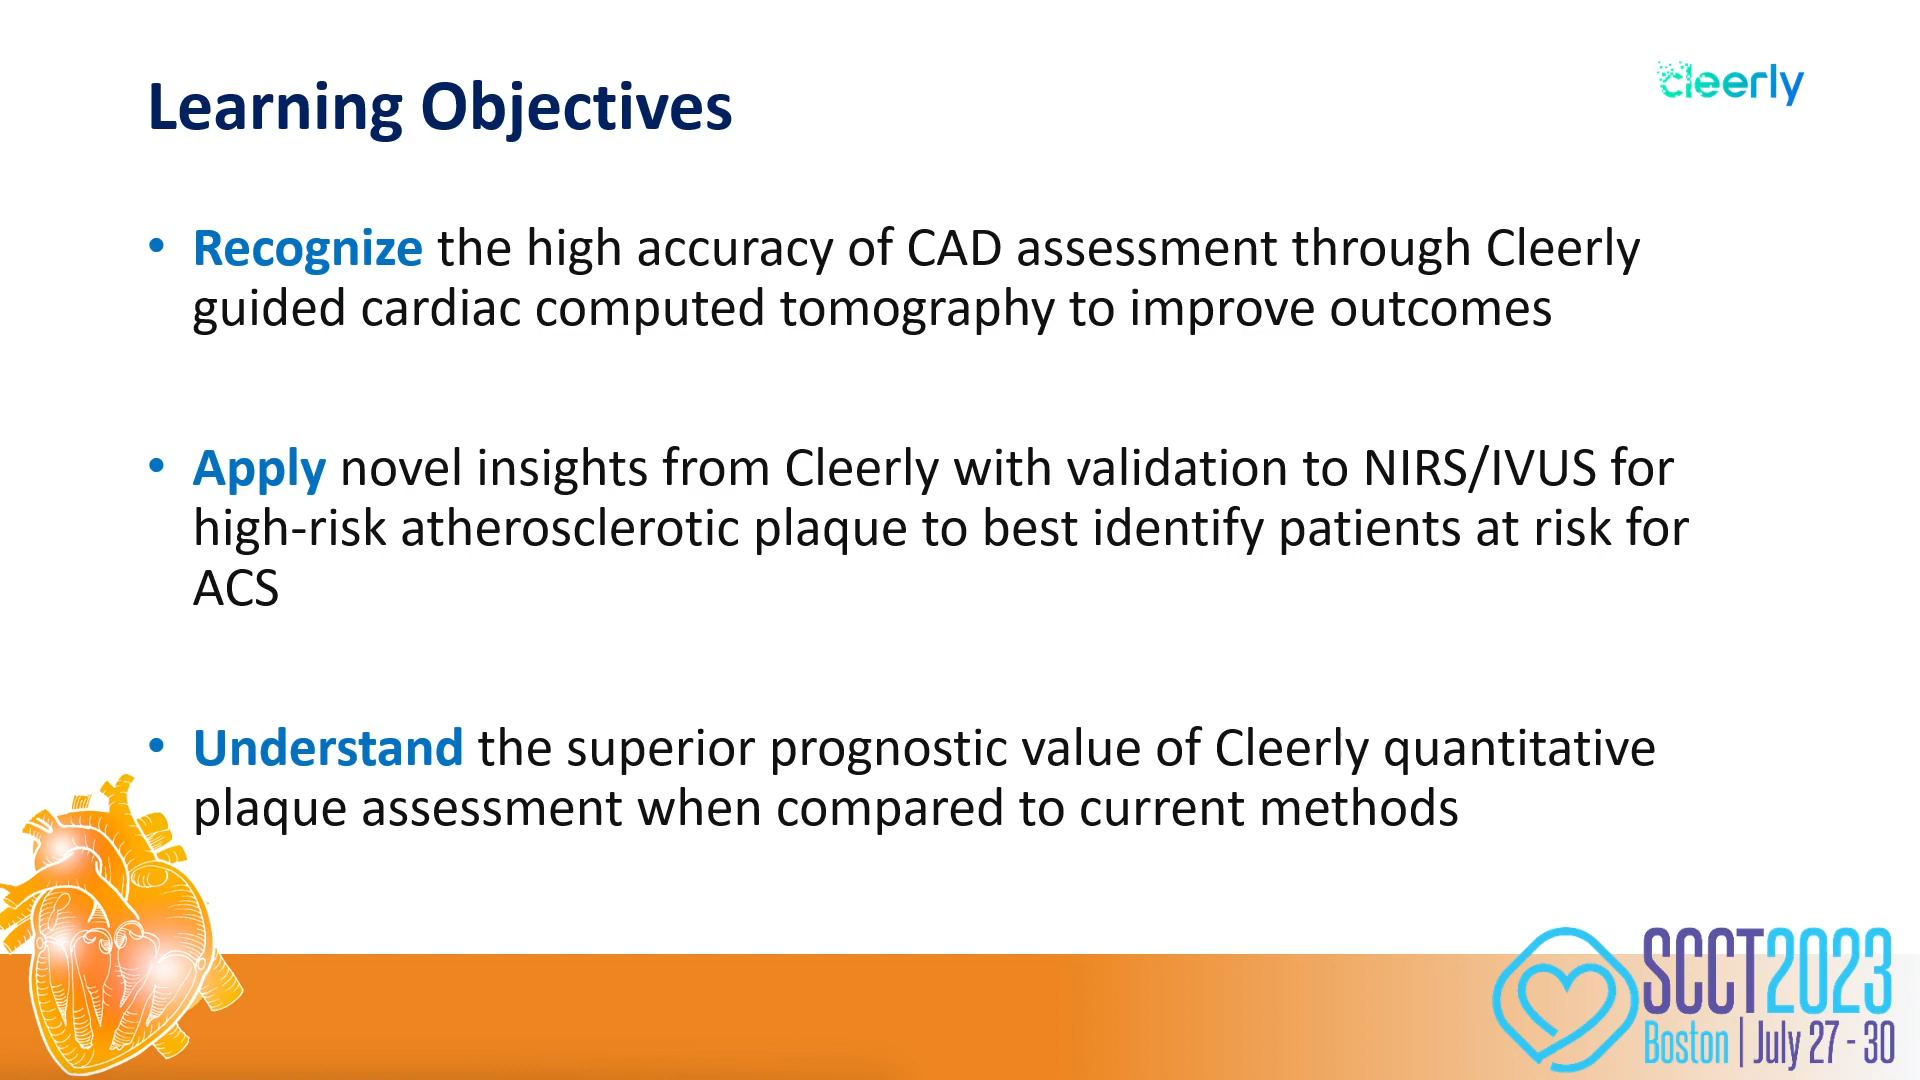 Learning Objectives
cleerly
• Recognize the high accuracy of CAD assessment through Cleerly
guided cardiac computed tomography to improve outcomes
• Apply novel insights from Cleerly with validation to NIRS/IVUS for
high-risk atherosclerotic plaque to best identify patients at risk for
ACS
• Understand the superior prognostic value of Cleerly quantitative
plaque assessment when compared to current methods
SCCT2023
Boston | July 27 - 30